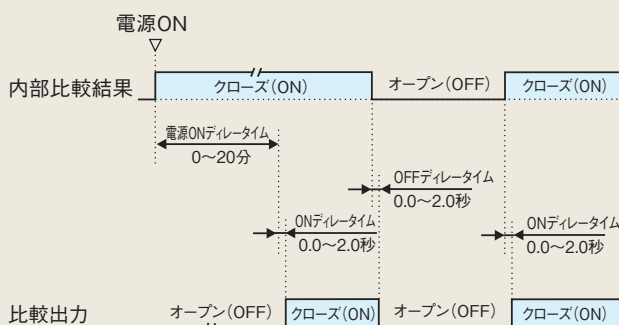 電源ON
内部比較結果
クローズ(ON)
オープン(OFF)
クローズ(ON)
電源ONディレータイム
0〜20分
OFFディレータイム
0.0〜2.0秒
ONディレータイム
0.0〜2.0秒
ONディレータイム
0.0〜2.0秒
比較出力
オープン(OFF)
クローズ(ON)
オープン(OFF)
クローズ(ON)